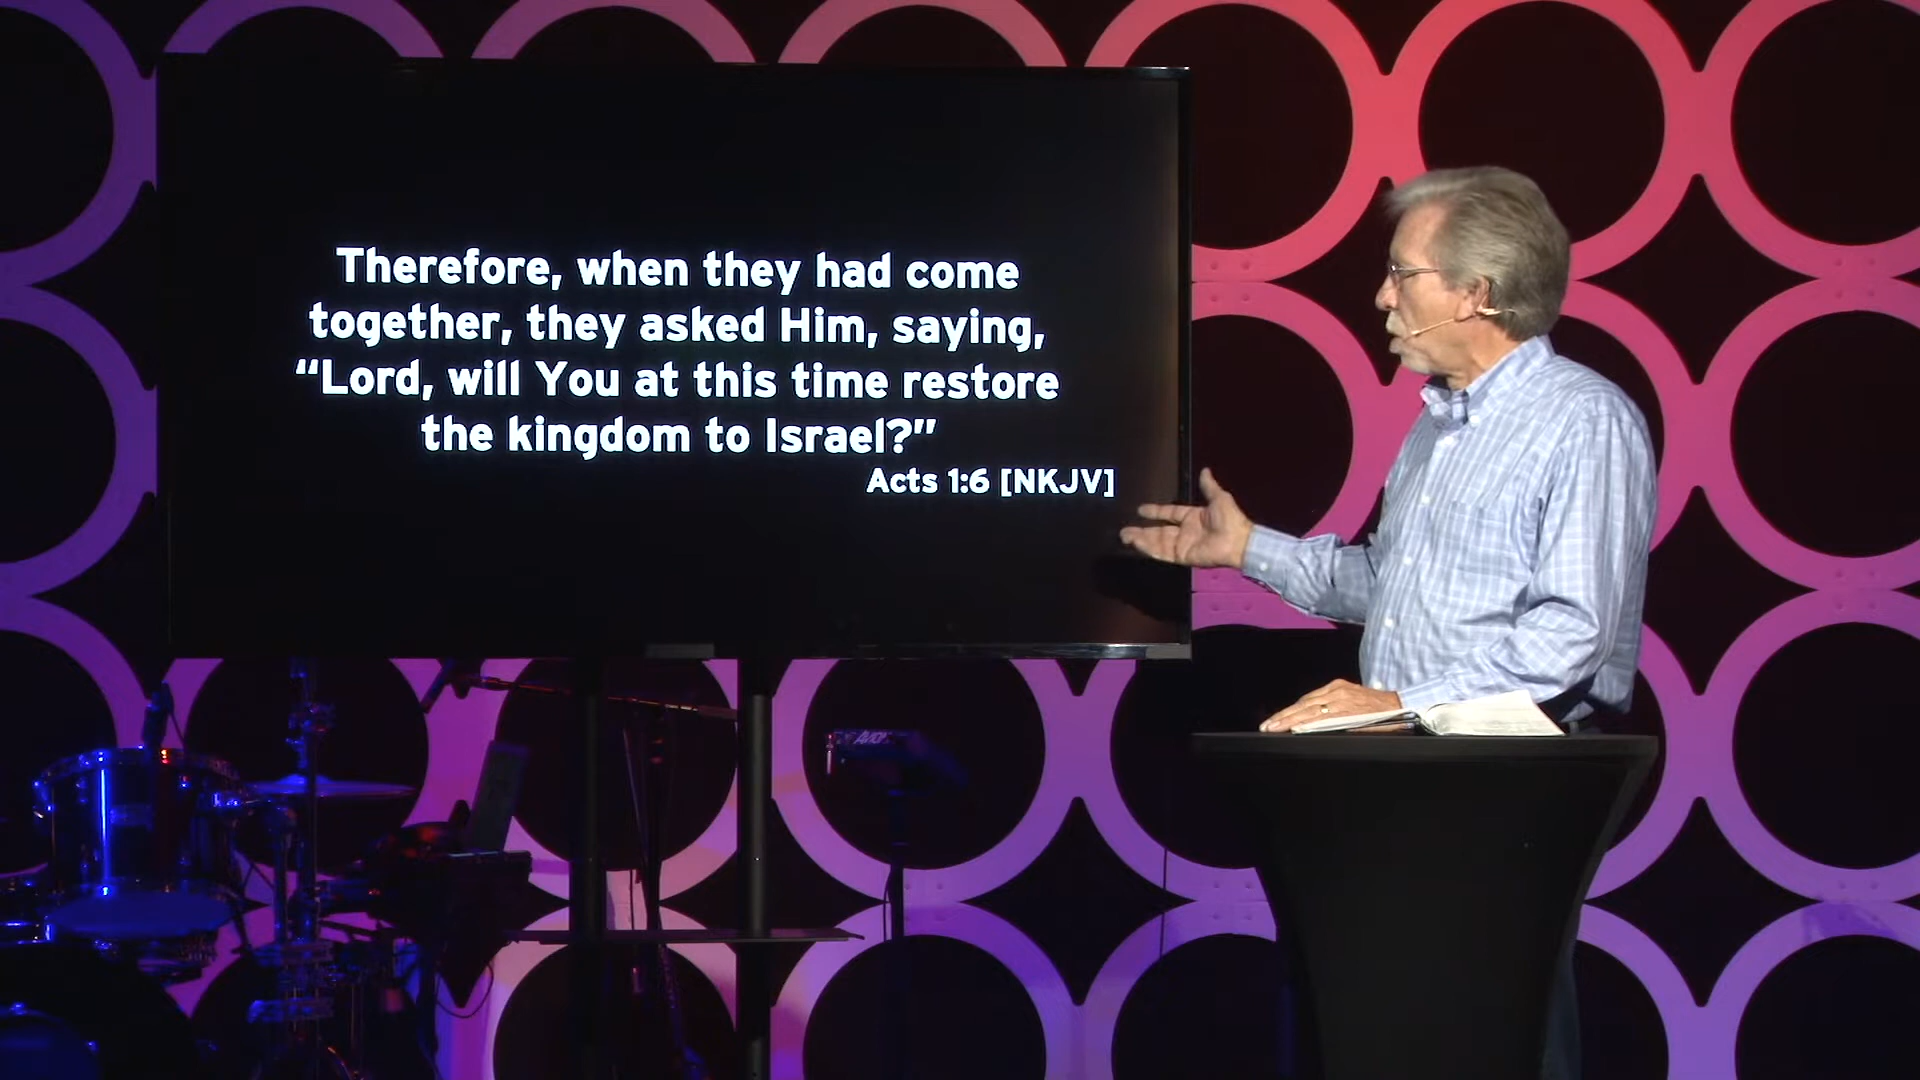 Therefore, when they had come
together, they asked Him, saying,
“Lord, will You at this time restore
the kingdom to Israel?”
Acts 1:6 [NKJV]
AVIOM